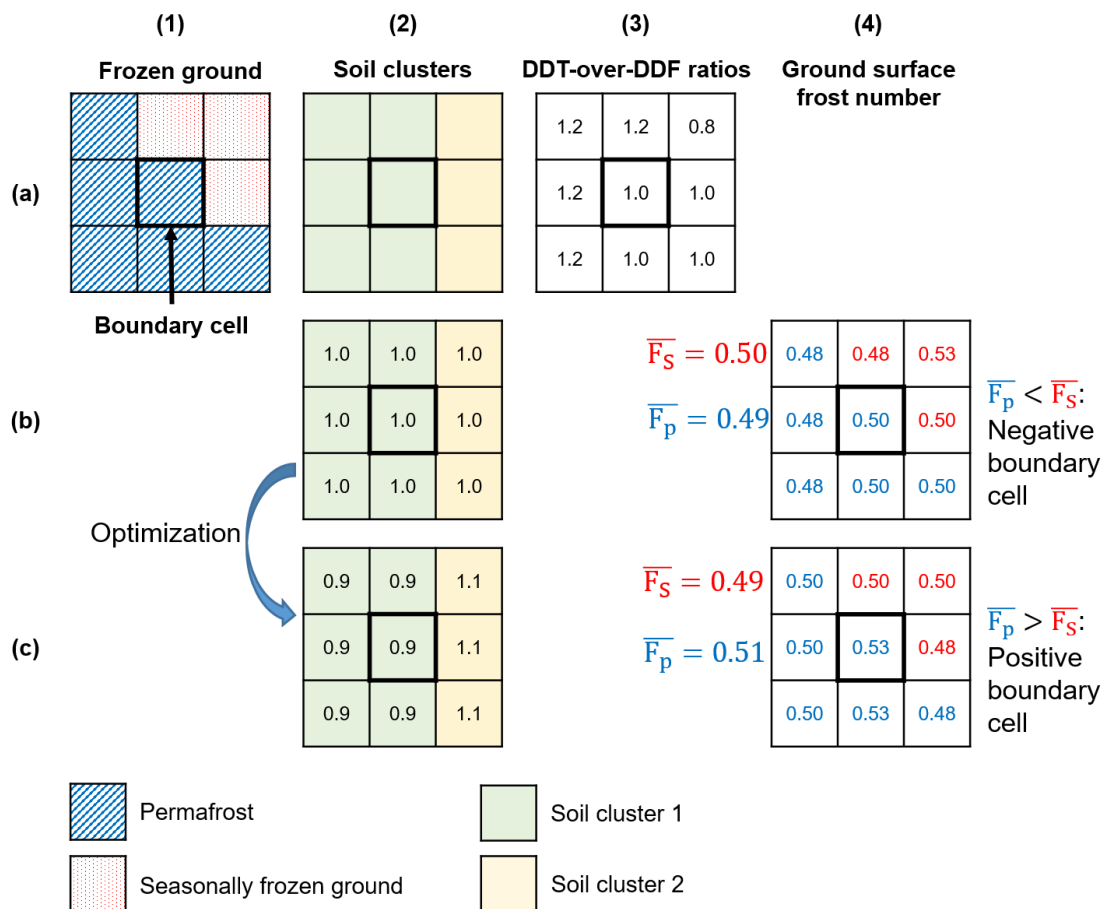 (1) (2) (3) (4)
Frozen ground Soil clusters DDT-over-DDF ratios Ground surface
frost number
(a)
1.2 1.2 0.8
1.2 1.0 1.0
1.2 1.0 1.0
Boundary cell
(b)
1.0 1.0 1.0
1.0 1.0 1.0
1.0 1.0 1.0
F̅S̅ = 0.50
F̅p̅ = 0.49
0.48 0.48 0.53
0.48 0.50 0.50
0.48 0.50 0.50
F̅p̅ < F̅S̅:
Negative
boundary
cell
Optimization
(c)
0.9 0.9 1.1
0.9 0.9 1.1
0.9 0.9 1.1
F̅S̅ = 0.49
F̅p̅ = 0.51
0.50 0.50 0.50
0.50 0.53 0.48
0.50 0.53 0.48
F̅p̅ > F̅S̅:
Positive
boundary
cell
Permafrost
Soil cluster 1
Seasonally frozen ground
Soil cluster 2